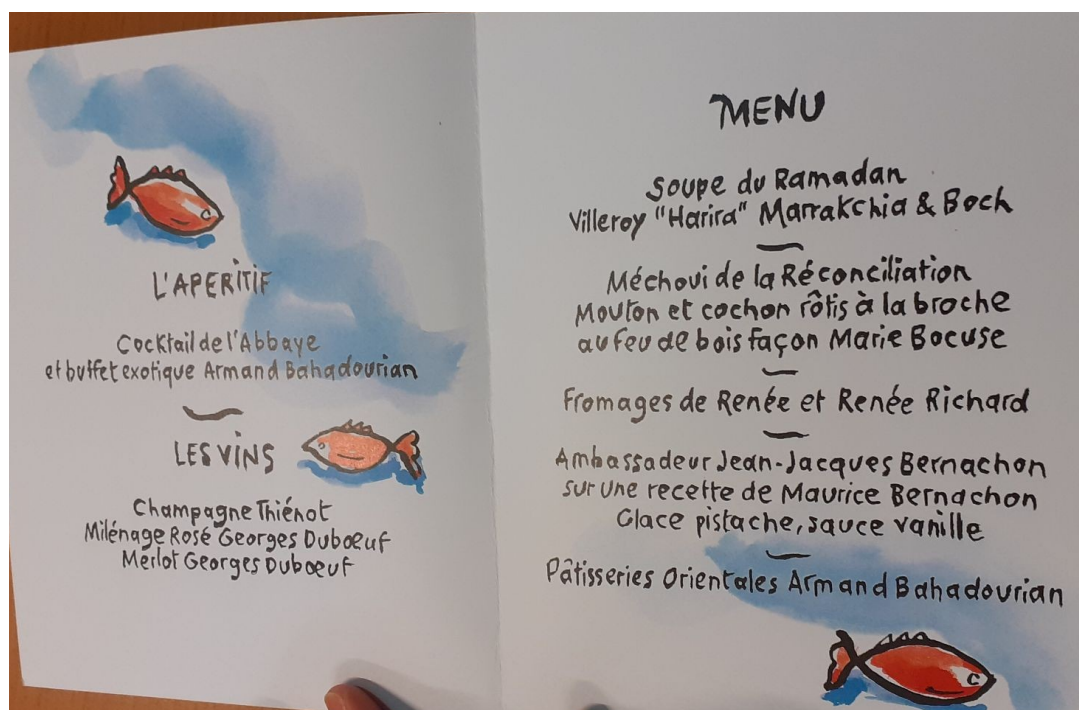 L'APERITIF
Cocktail de l'Abbaye
et buffet exotique Armand Bahadourian
LES VINS
Champagne Thiénot
Milénage Rosé Georges Dubœuf
Merlot Georges Dubœuf
MENU
Soupe du Ramadan
Villeroy "Harira" Marrakchia & Boch
Méchoui de la Réconciliation
Mouton et cochon rôtis à la broche
au feu de bois façon Marie Bocuse
Fromages de Renée et Renée Richard
Ambassadeur Jean-Jacques Bernachon
sur une recette de Maurice Bernachon
Glace pistache, sauce vanille
Pâtisseries Orientales Armand Bahadourian